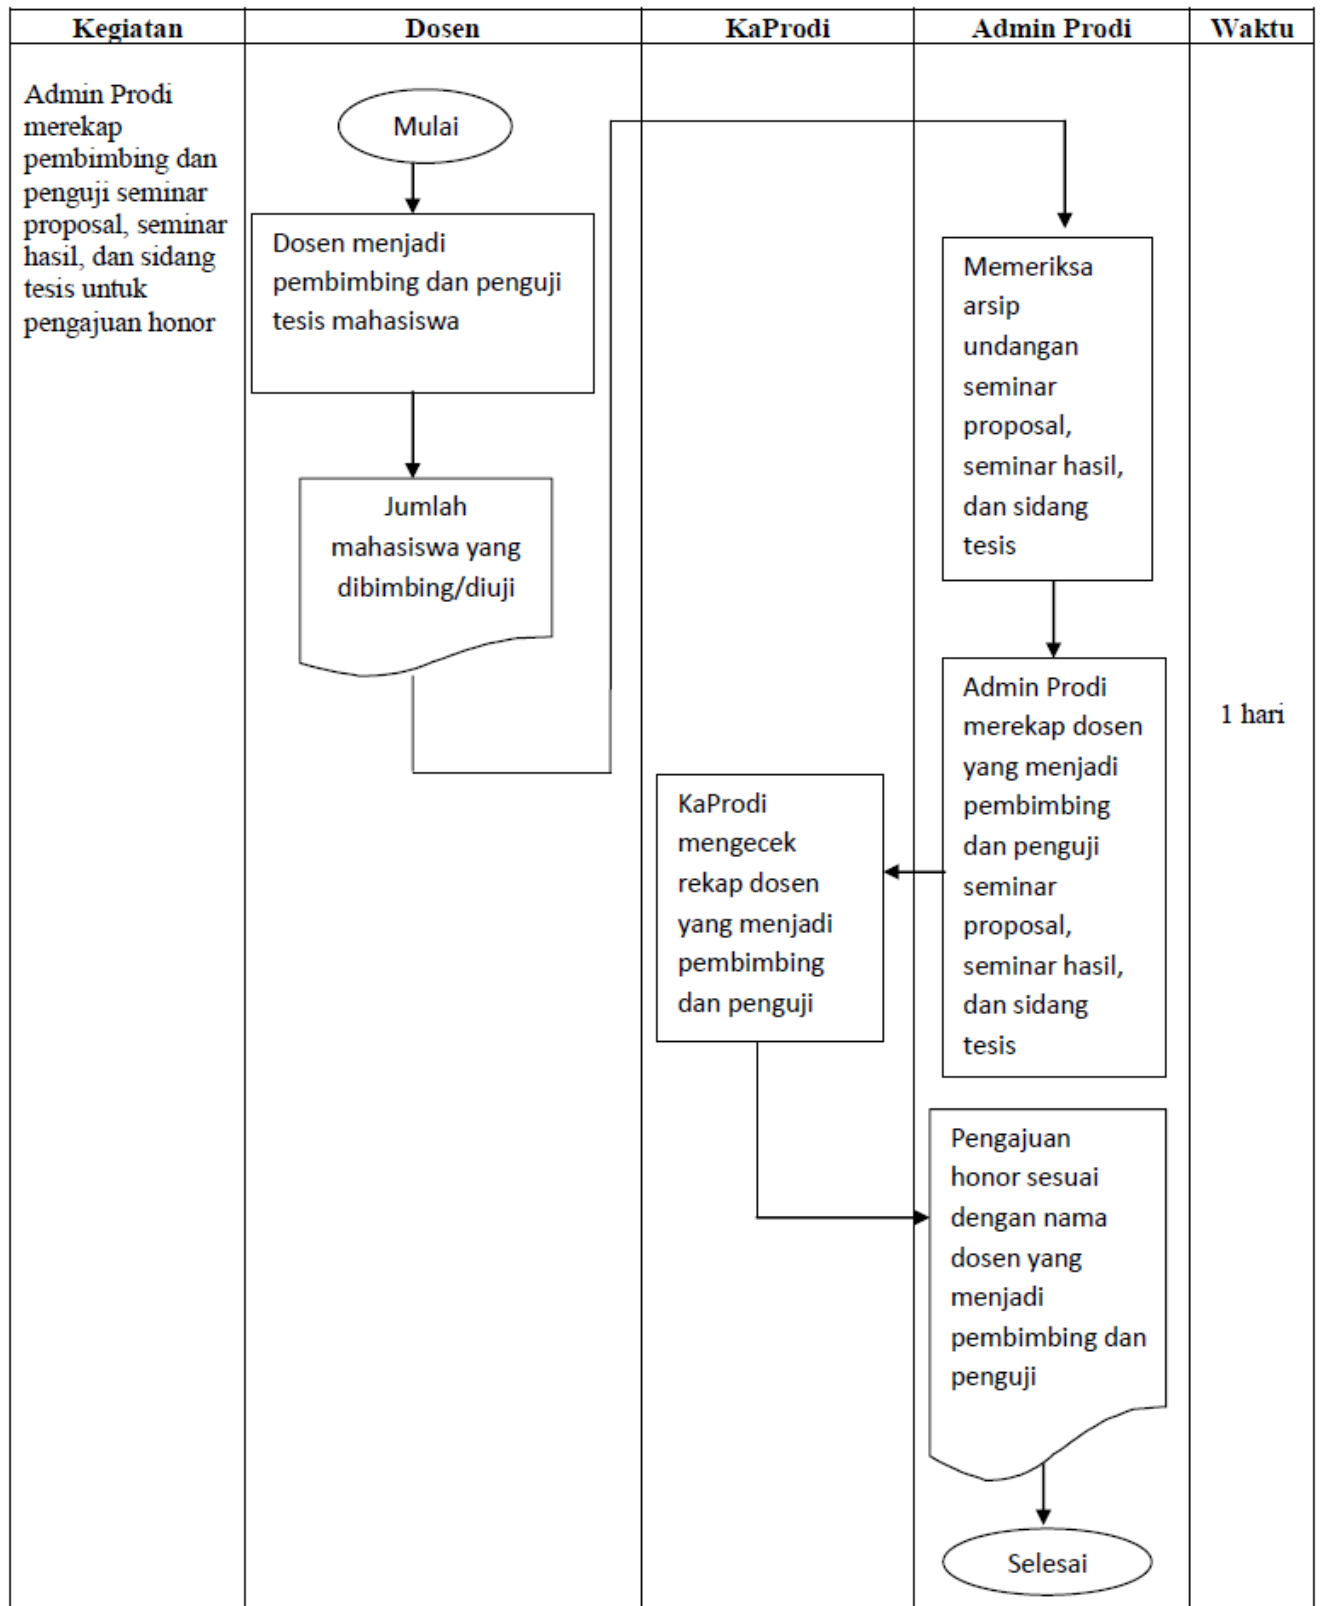 Kegiatan
Dosen
KaProdi
Admin Prodi
Waktu
Admin Prodi
merekap
pembimbing dan
penguji seminar
proposal, seminar
hasil, dan sidang
tesis untuk
pengajuan honor
Mulai
Dosen menjadi
pembimbing dan penguji
tesis mahasiswa
Jumlah
mahasiswa yang
dibimbing/diuji
Memeriksa
arsip
undangan
seminar
proposal,
seminar hasil,
dan sidang
tesis
Admin Prodi
merekap dosen
yang menjadi
pembimbing
dan penguji
seminar
proposal,
seminar hasil,
dan sidang
tesis
1 hari
KaProdi
mengecek
rekap dosen
yang menjadi
pembimbing
dan penguji
Pengajuan
honor sesuai
dengan nama
dosen yang
menjadi
pembimbing dan
penguji
Selesai